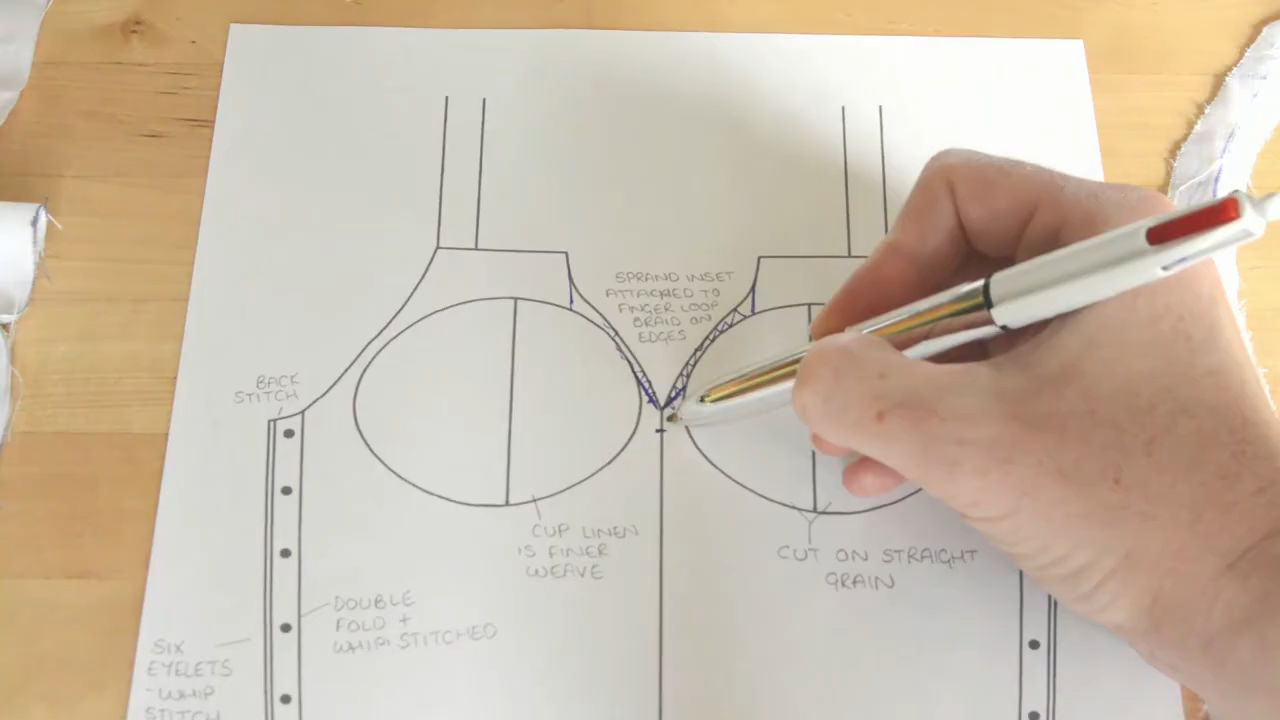 SPRAND INSET
ATTACHED TO
FINGER LOOP
BRAID ON
EDGES
BACK
STITCH
CUP LINEN
IS FINER
WEAVE
CUT ON STRAIGHT
GRAIN
DOUBLE
FOLD +
WHIP STITCHED
SIX
EYELETS
-WHIP
STITCH